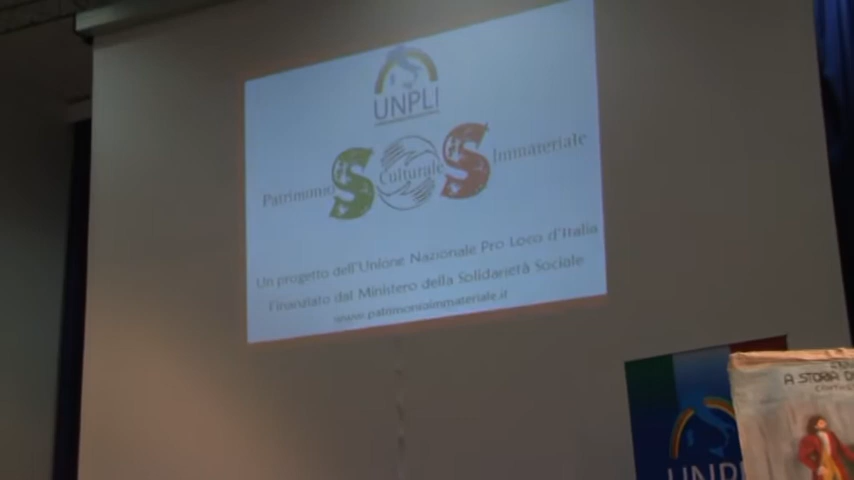 UNPLI
Patrimonio SOS Culturale Immateriale
Un progetto dell'Unione Nazionale Pro Loco d'Italia
Finanziato dal Ministero della Solidarietà Sociale
www.patrimonioimmateriale.it
UNPL
A STORIA D